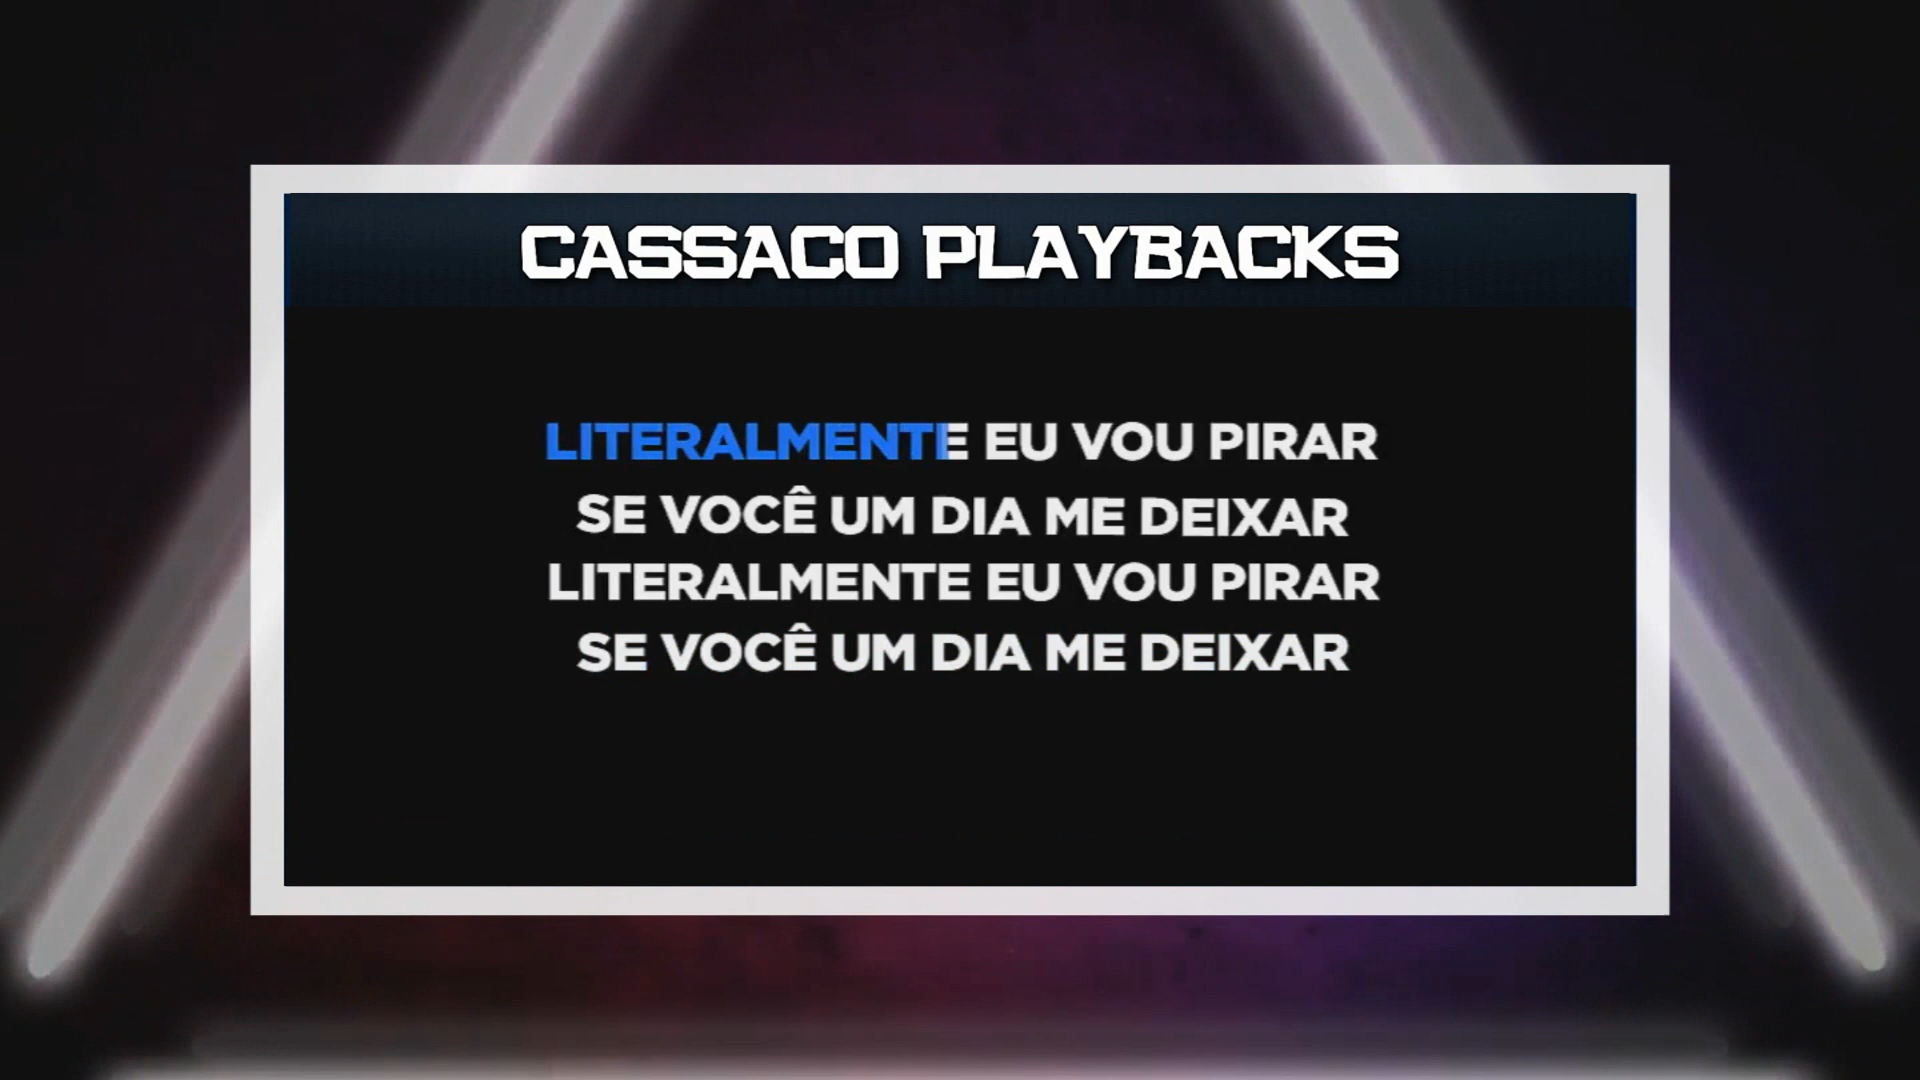 CASSACO PLAYBACKS
LITERALMENTE EU VOU PIRAR
SE VOCÊ UM DIA ME DEIXAR
LITERALMENTE EU VOU PIRAR
SE VOCÊ UM DIA ME DEIXAR